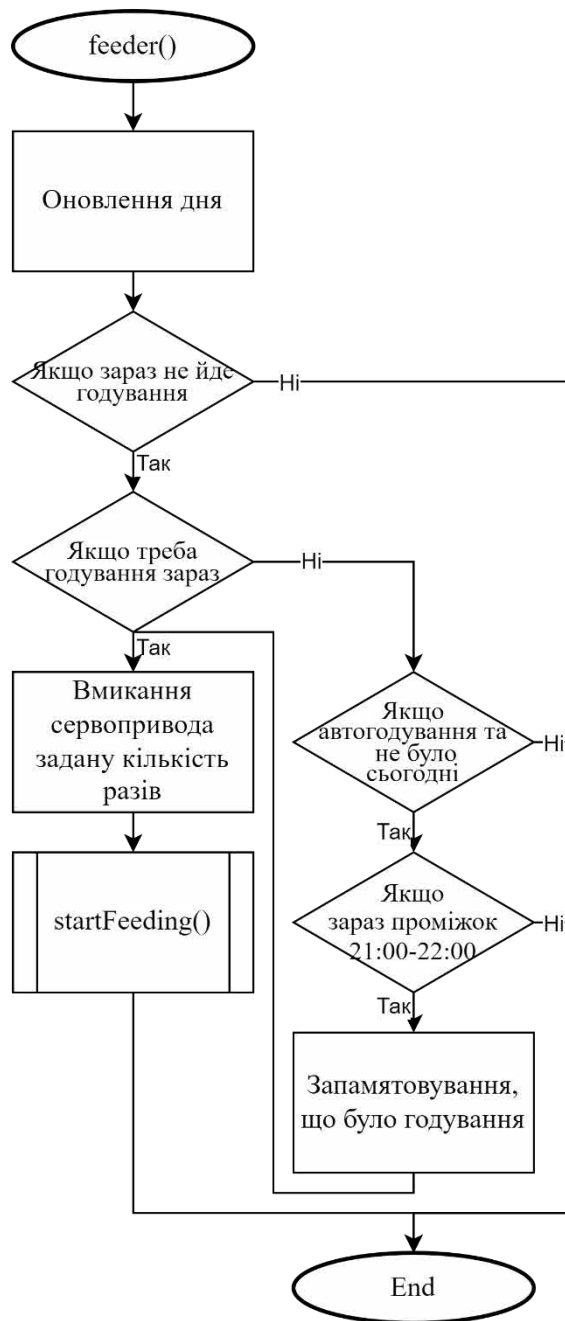 feeder()
Оновлення дня
Якщо зараз не йде
годування
Ні
Так
Якщо треба
годування зараз
Ні
Так
Вмикання
сервопривода
задану кількість
разів
startFeeding()
Якщо
автогодування та
не було
сьогодні
Ні
Так
Якщо
зараз проміжок
21:00-22:00
Ні
Так
Запамятовування,
що було годування
End